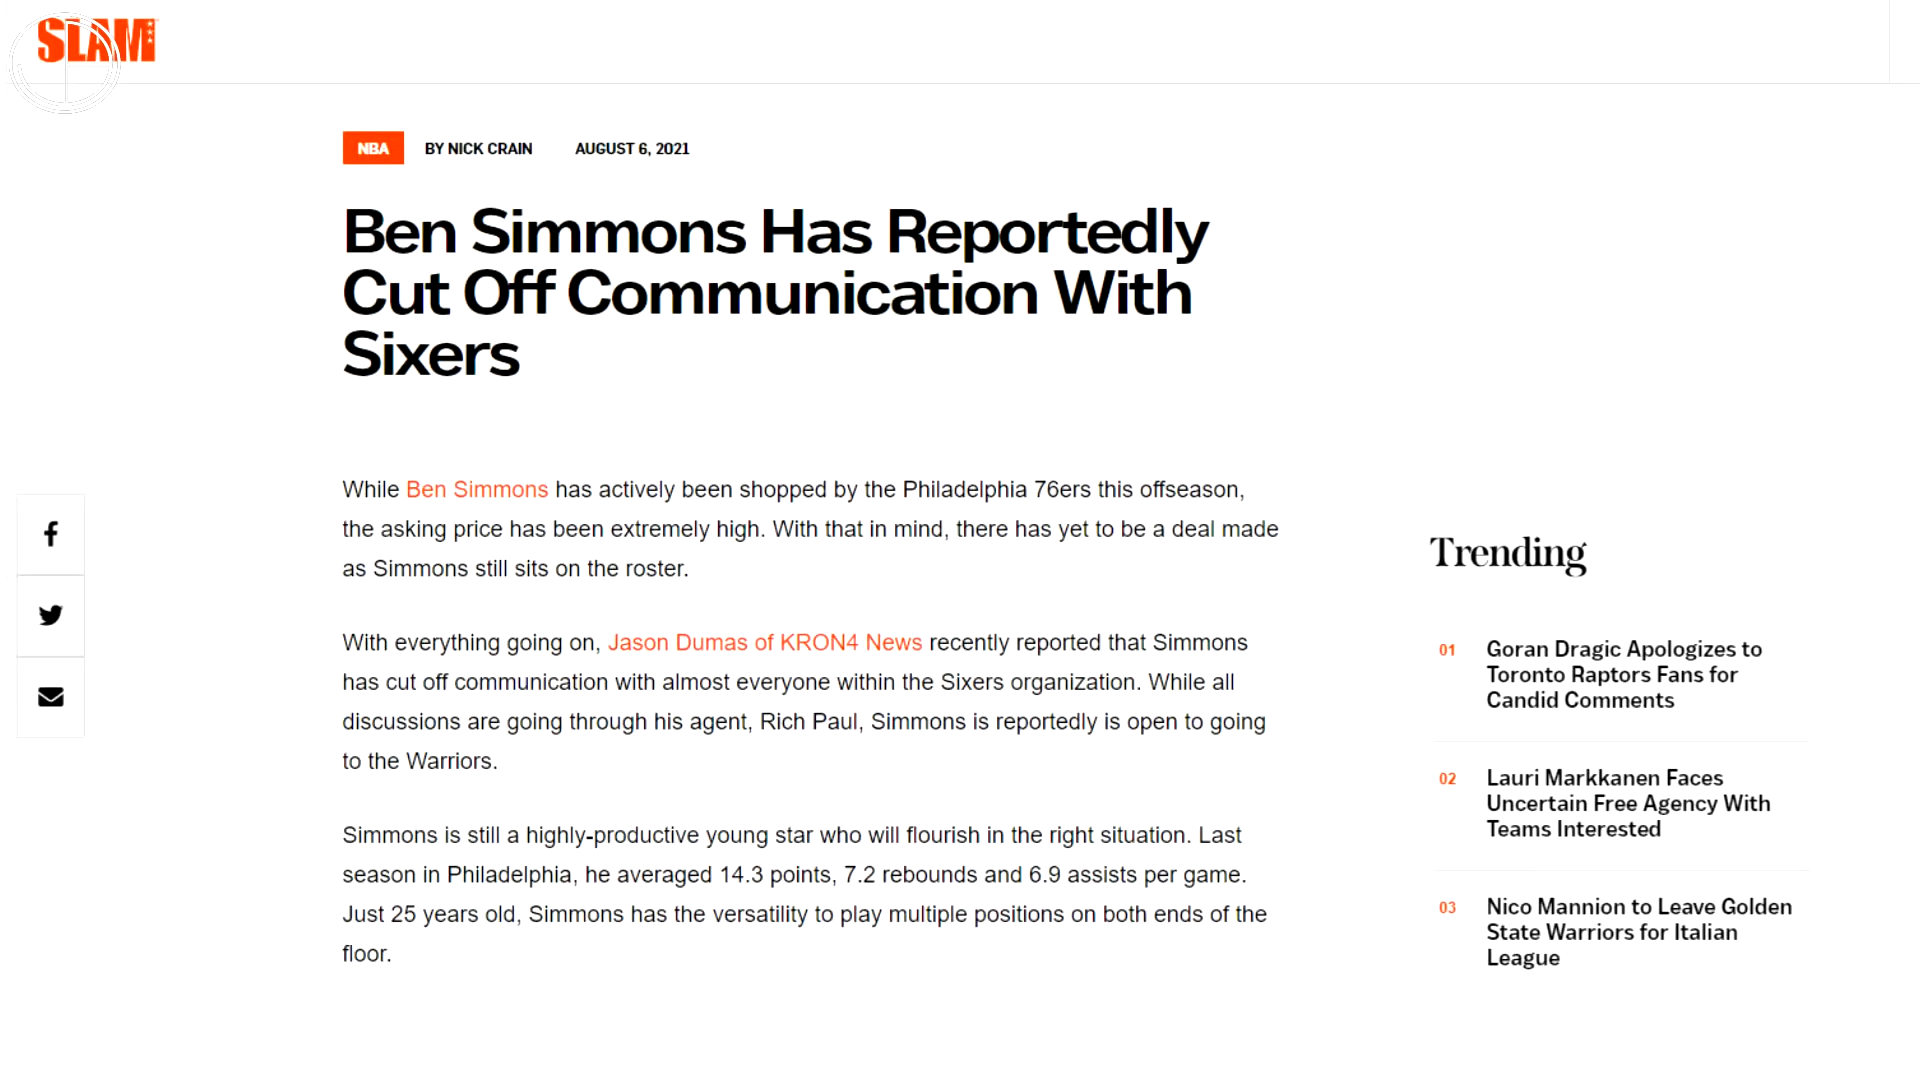 SLAM
NBA BY NICK CRAIN AUGUST 6, 2021
Ben Simmons Has Reportedly
Cut Off Communication With
Sixers
While Ben Simmons has actively been shopped by the Philadelphia 76ers this offseason,
the asking price has been extremely high. With that in mind, there has yet to be a deal made
as Simmons still sits on the roster.
With everything going on, Jason Dumas of KRON4 News recently reported that Simmons
has cut off communication with almost everyone within the Sixers organization. While all
discussions are going through his agent, Rich Paul, Simmons is reportedly is open to going
to the Warriors.
Simmons is still a highly-productive young star who will flourish in the right situation. Last
season in Philadelphia, he averaged 14.3 points, 7.2 rebounds and 6.9 assists per game.
Just 25 years old, Simmons has the versatility to play multiple positions on both ends of the
floor.
Trending
01 Goran Dragic Apologizes to
Toronto Raptors Fans for
Candid Comments
02 Lauri Markkanen Faces
Uncertain Free Agency With
Teams Interested
03 Nico Mannion to Leave Golden
State Warriors for Italian
League